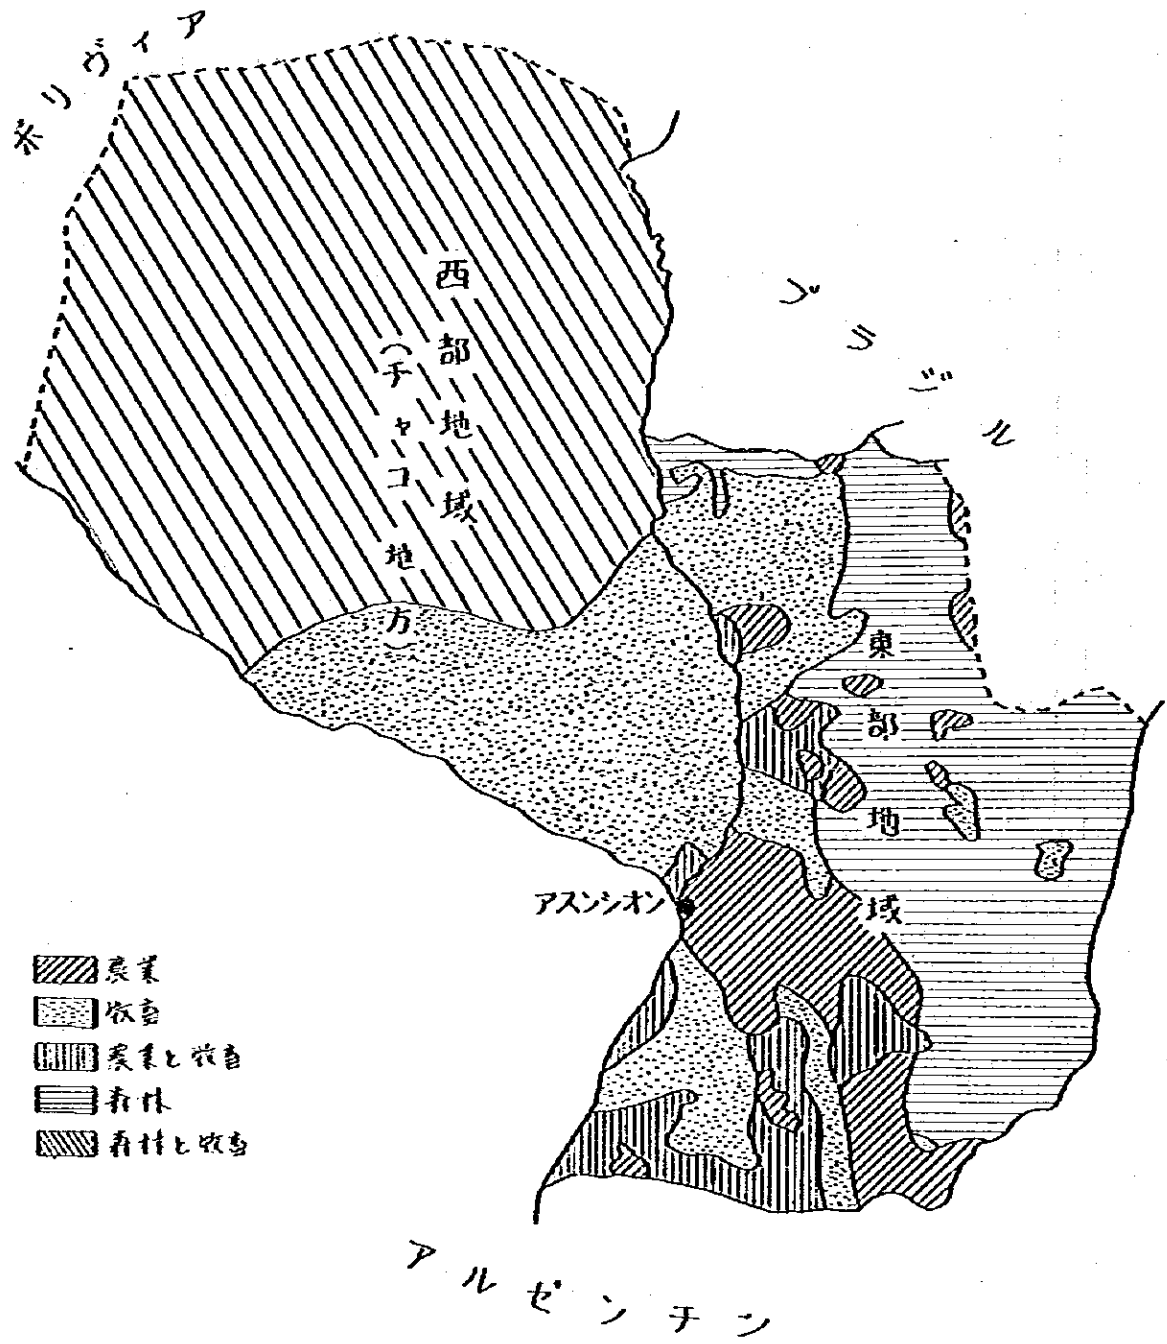 ボリヴィア
ブラジル
西部地域
(チャコ地方)
東部地域
アスンシオン
農業
牧畜
農業と牧畜
森林
森林と牧畜
アルゼンチン